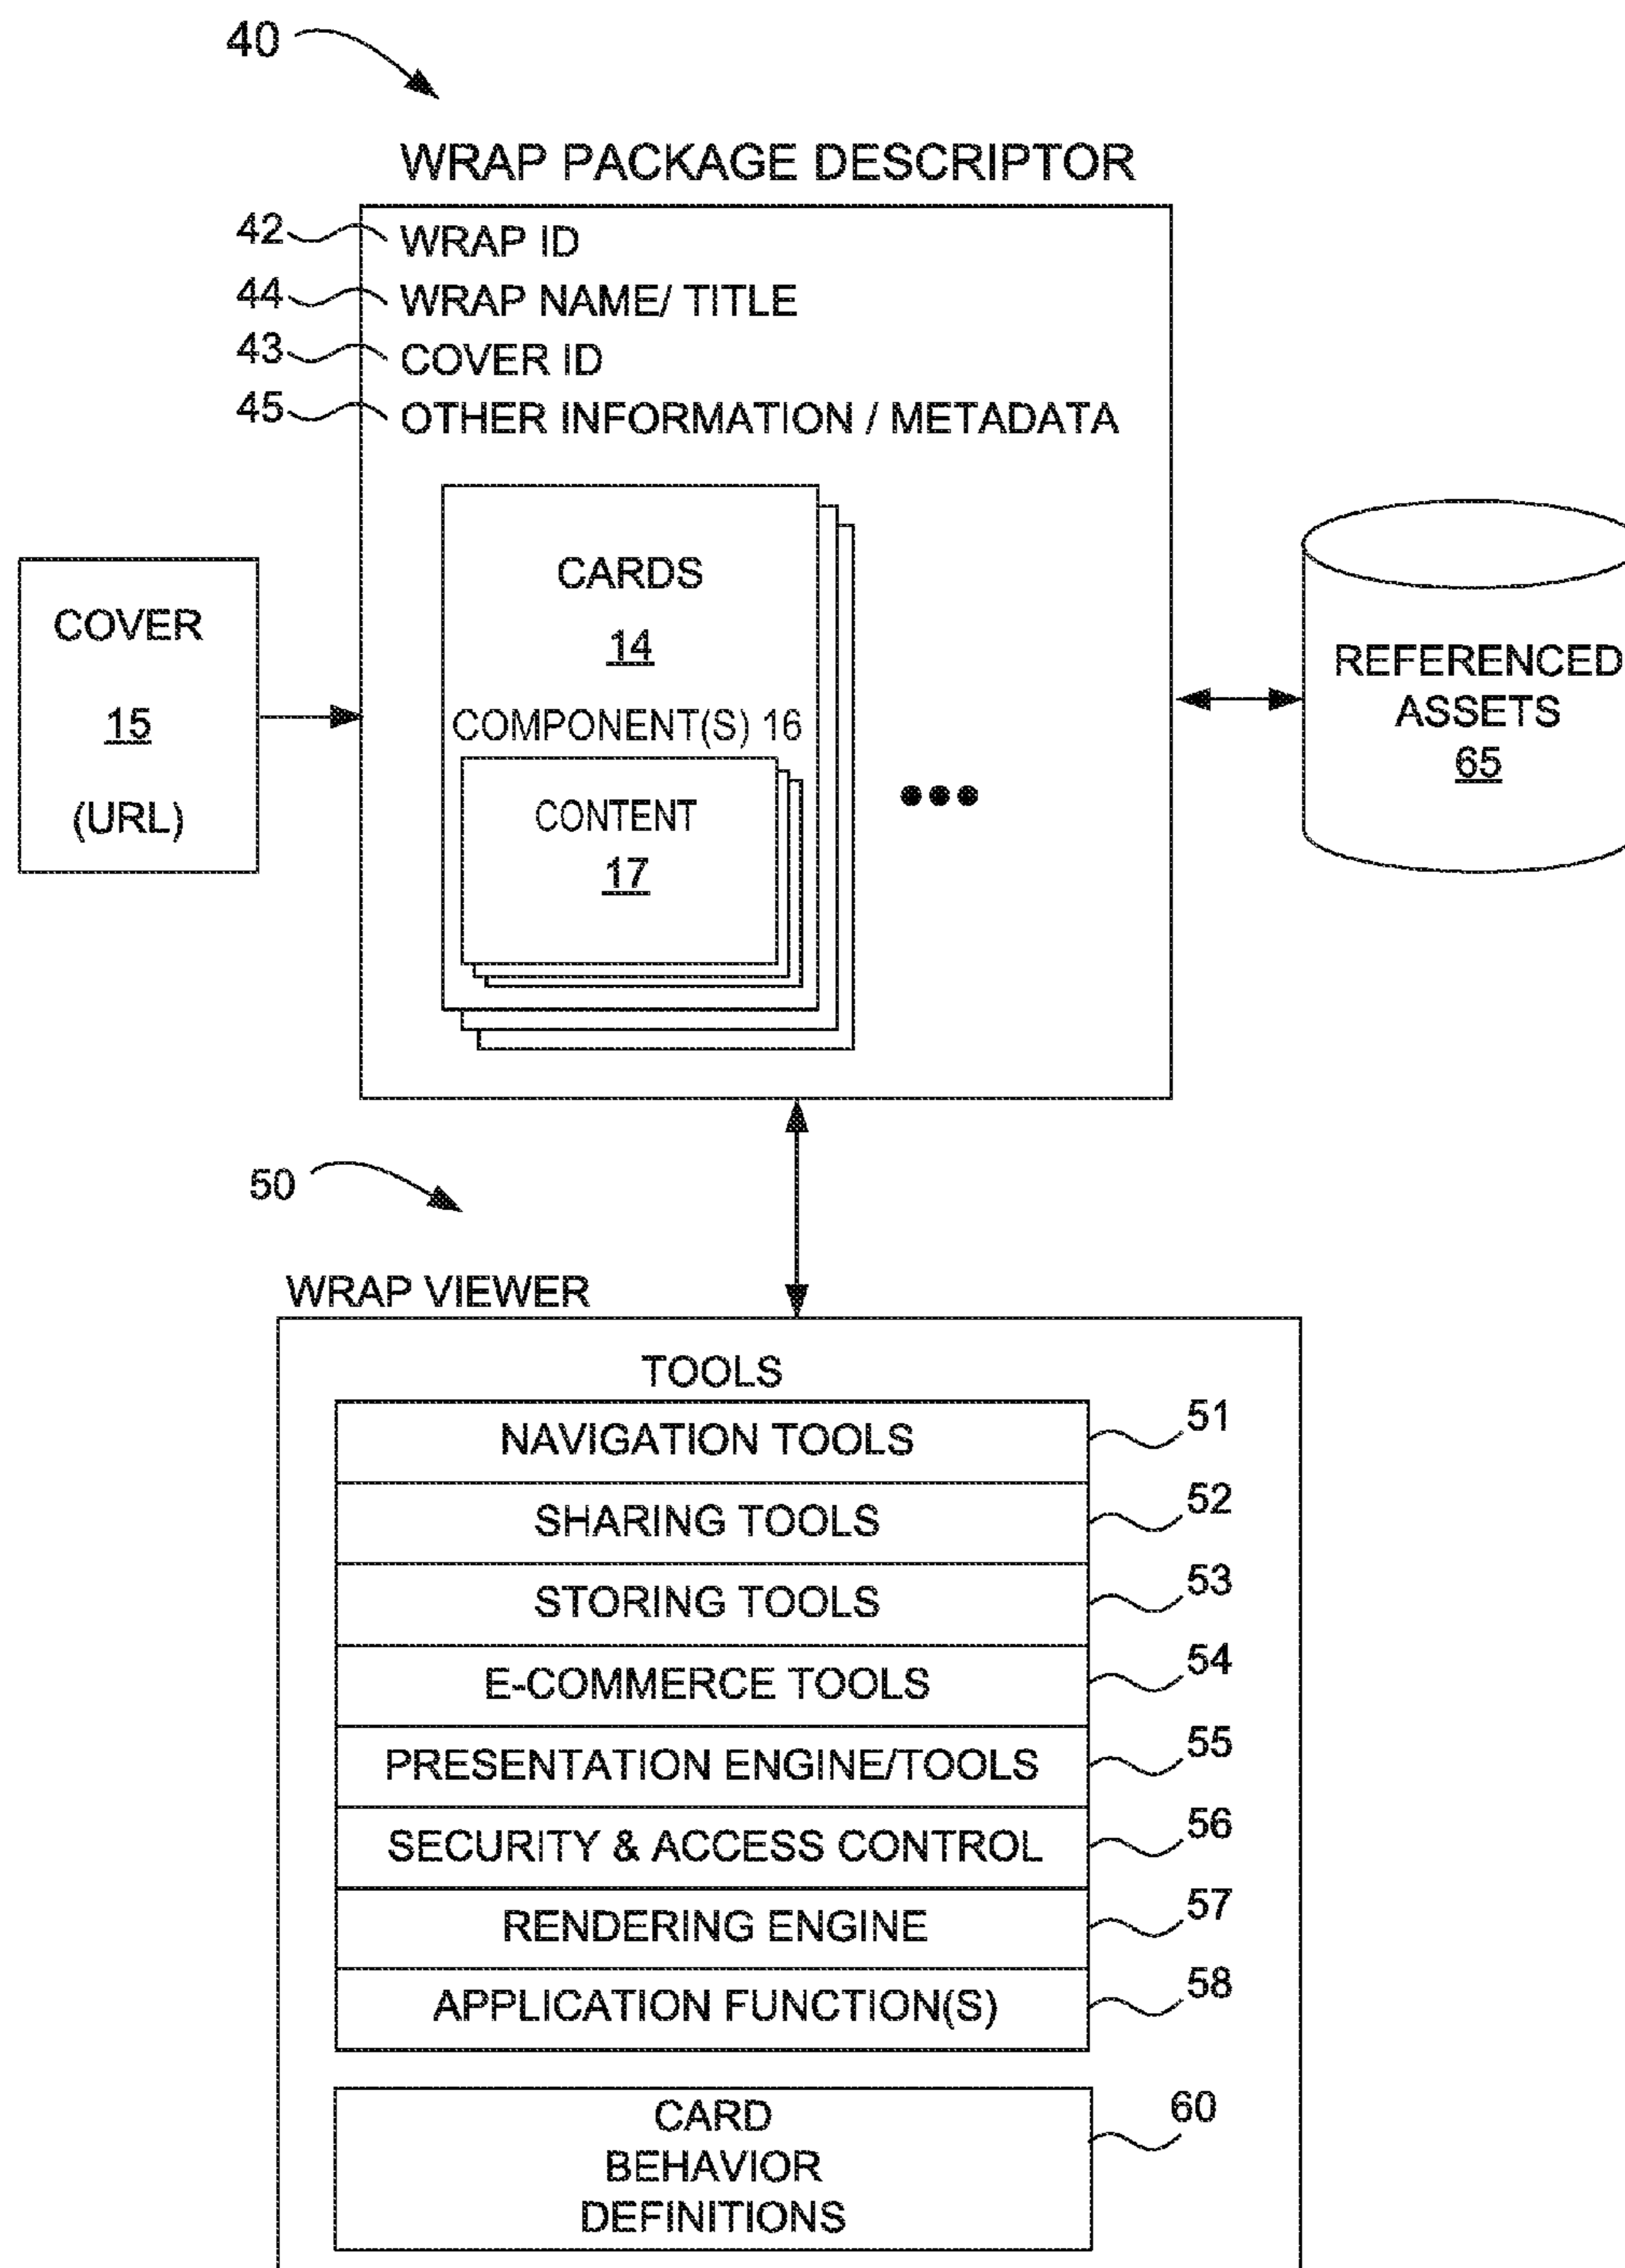 40
WRAP PACKAGE DESCRIPTOR
42 WRAP ID
44 WRAP NAME/ TITLE
43 COVER ID
45 OTHER INFORMATION / METADATA
COVER
15
(URL)
CARDS
14
COMPONENT(S) 16
CONTENT
17
REFERENCED
ASSETS
65
50
WRAP VIEWER
TOOLS
NAVIGATION TOOLS 51
SHARING TOOLS 52
STORING TOOLS 53
E-COMMERCE TOOLS 54
PRESENTATION ENGINE/TOOLS 55
SECURITY & ACCESS CONTROL 56
RENDERING ENGINE 57
APPLICATION FUNCTION(S) 58
CARD 60
BEHAVIOR
DEFINITIONS